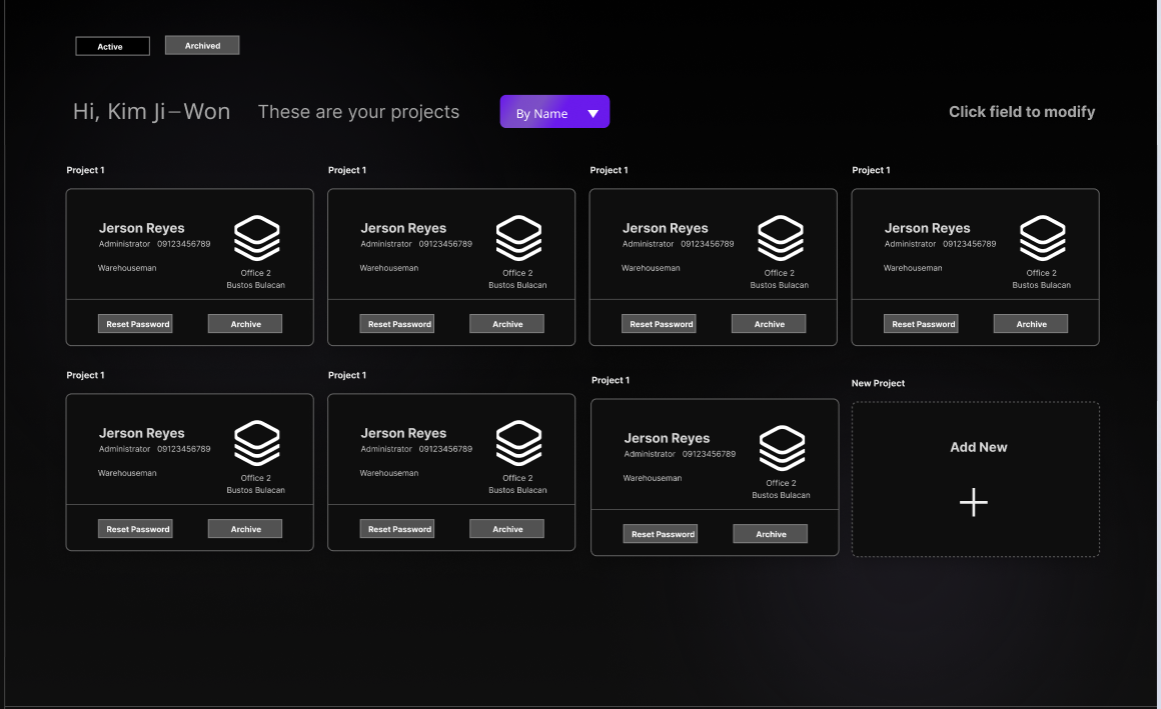 Active
Archived
Hi, Kim Ji-Won
These are your projects
By Name
Click field to modify
Project 1
Jerson Reyes
Administrator 09123456789
Warehouseman
Office 2
Bustos Bulacan
Reset Password
Archive
Project 1
Jerson Reyes
Administrator 09123456789
Warehouseman
Office 2
Bustos Bulacan
Reset Password
Archive
Project 1
Jerson Reyes
Administrator 09123456789
Warehouseman
Office 2
Bustos Bulacan
Reset Password
Archive
Project 1
Jerson Reyes
Administrator 09123456789
Warehouseman
Office 2
Bustos Bulacan
Reset Password
Archive
Project 1
Jerson Reyes
Administrator 09123456789
Warehouseman
Office 2
Bustos Bulacan
Reset Password
Archive
Project 1
Jerson Reyes
Administrator 09123456789
Warehouseman
Office 2
Bustos Bulacan
Reset Password
Archive
Project 1
Jerson Reyes
Administrator 09123456789
Warehouseman
Office 2
Bustos Bulacan
Reset Password
Archive
New Project
Add New